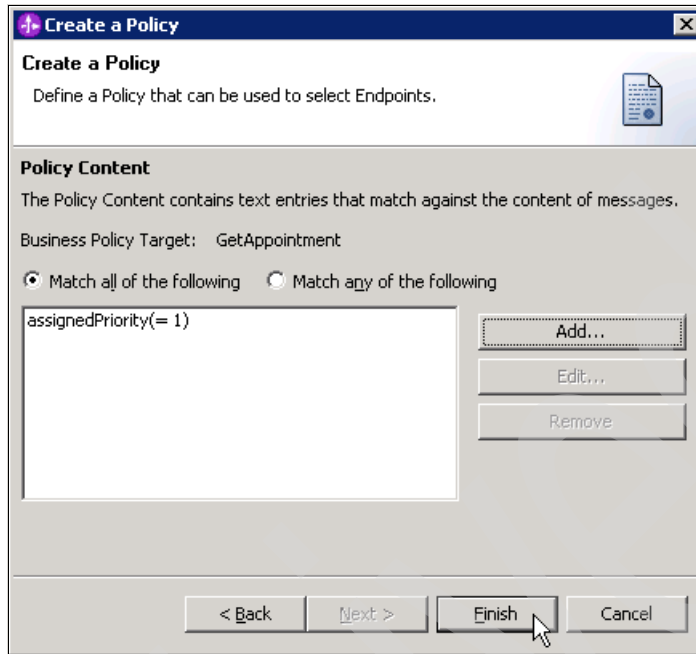 Create a Policy
Create a Policy
Define a Policy that can be used to select Endpoints.
Policy Content
The Policy Content contains text entries that match against the content of messages.
Business Policy Target: GetAppointment
Match all of the following Match any of the following
assignedPriority(= 1)
Add...
Edit...
Remove
< Back Next > Finish Cancel